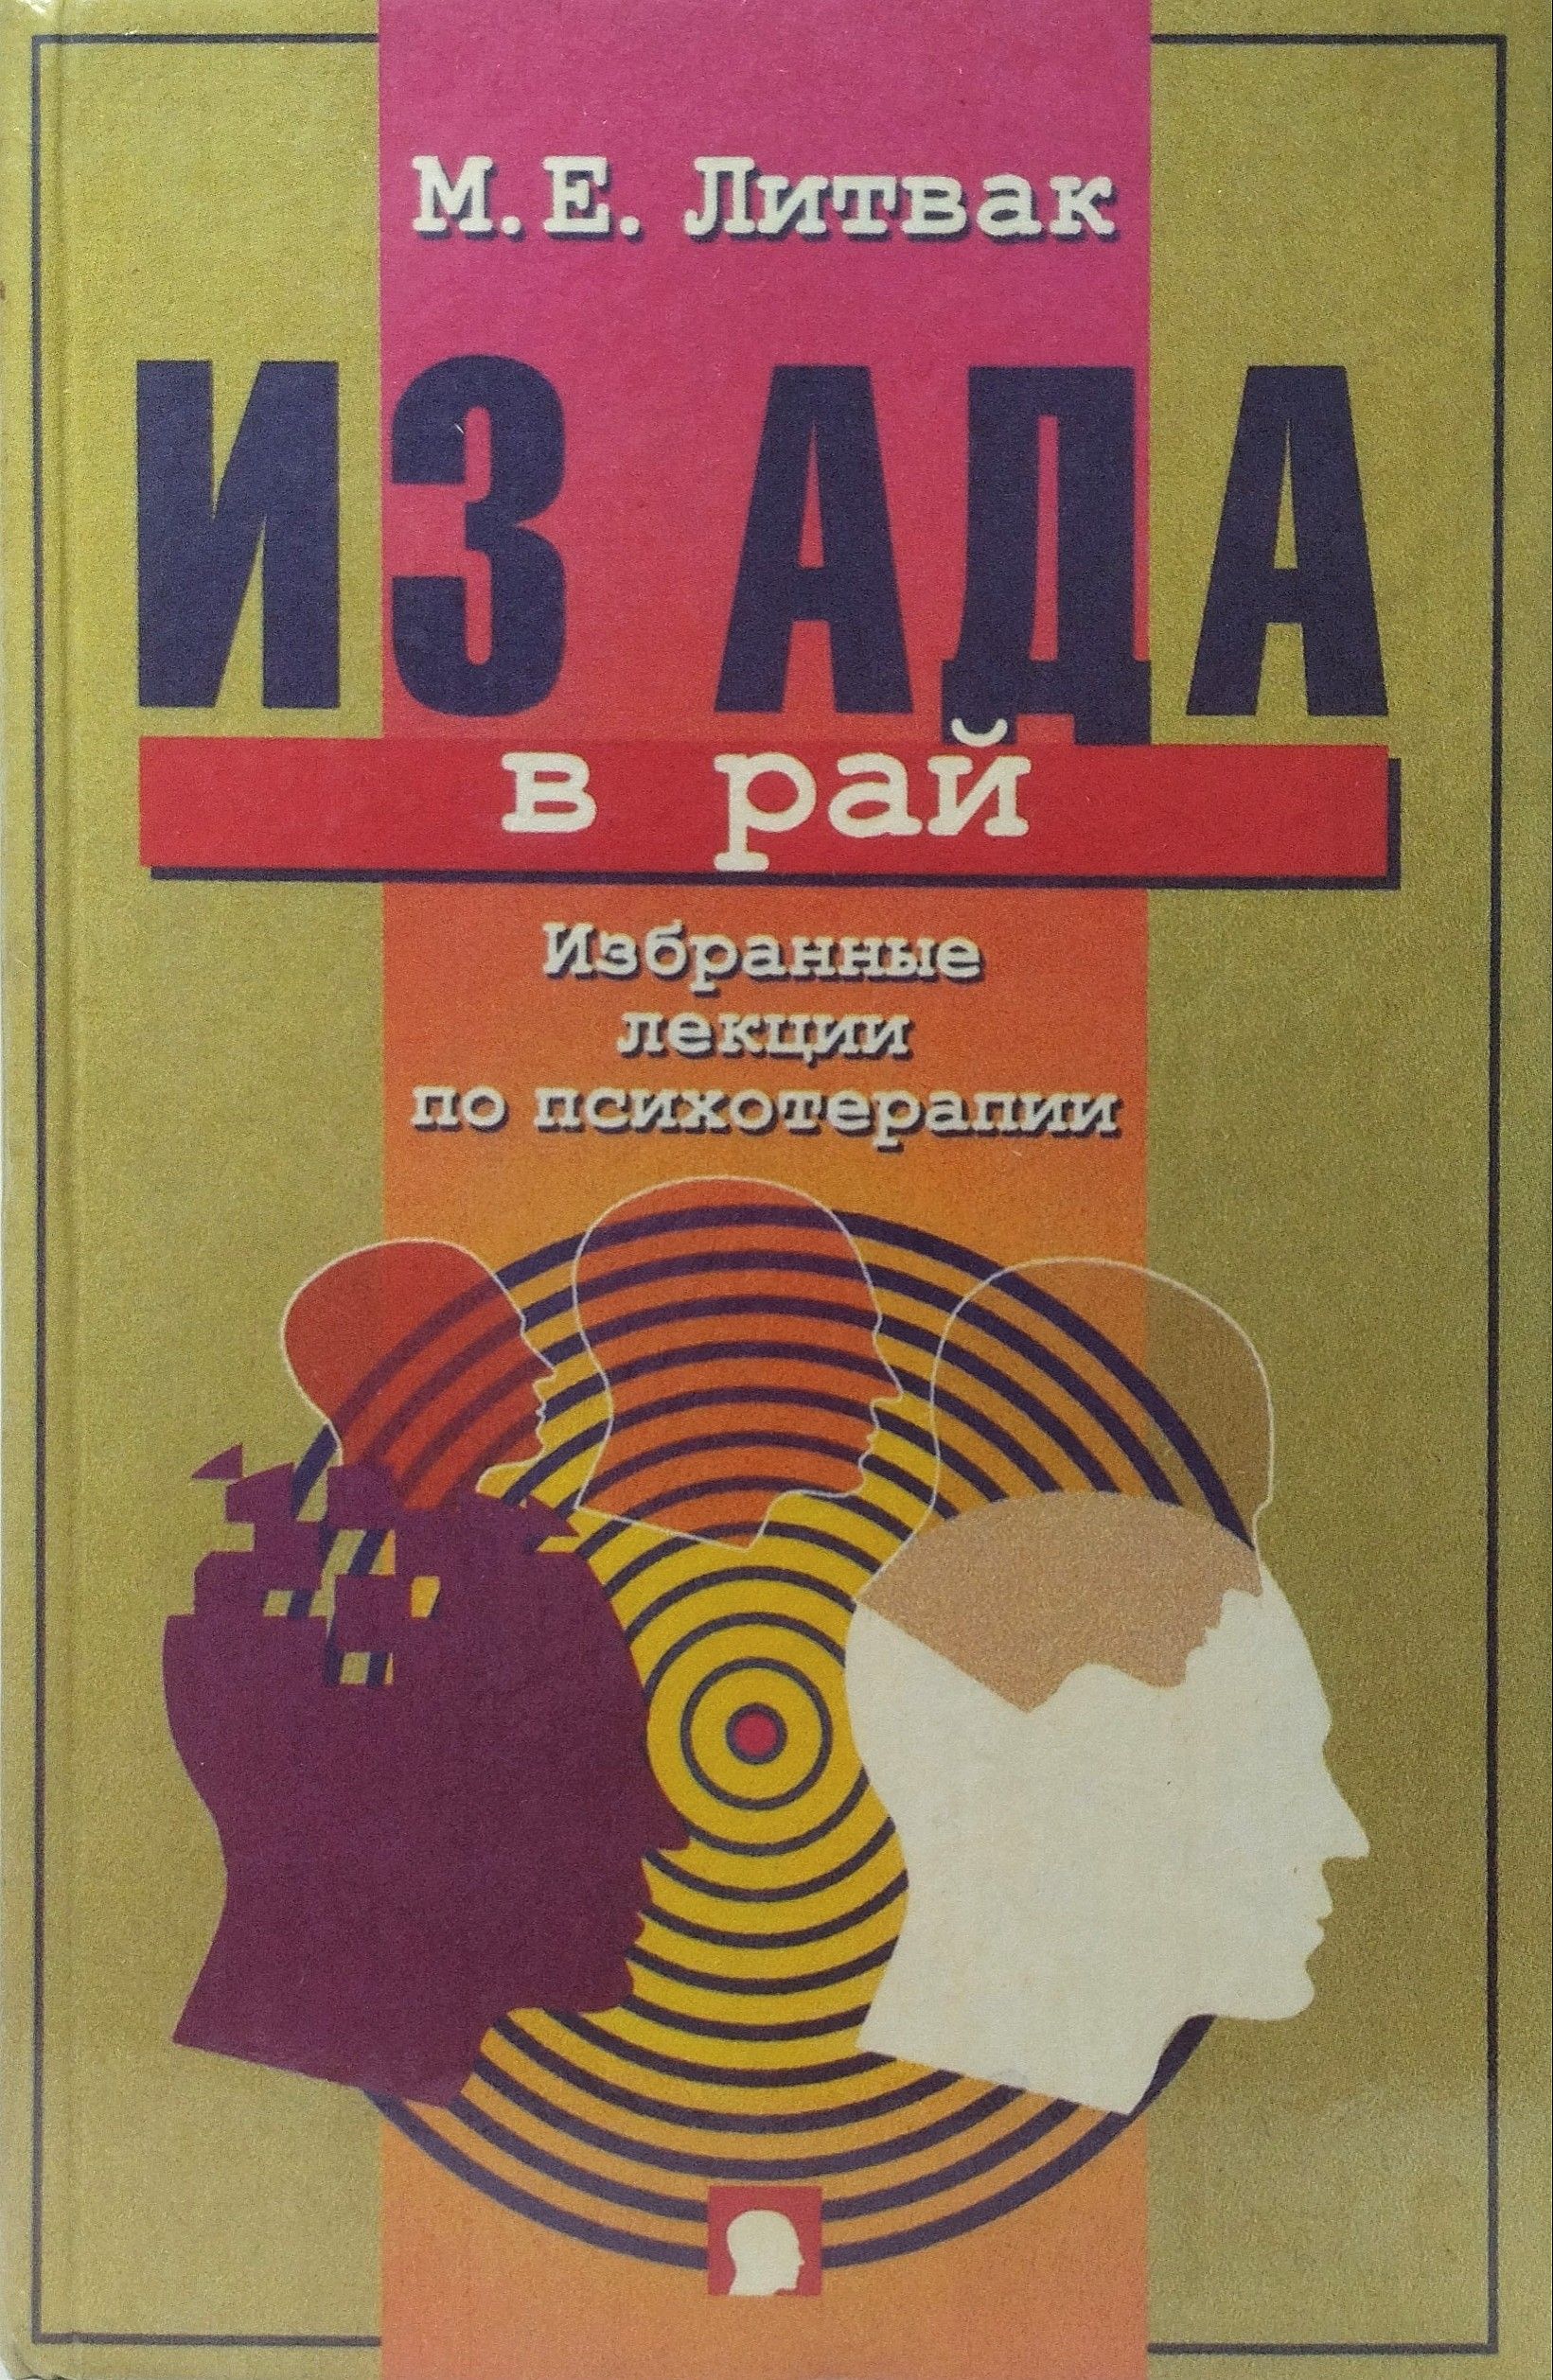 М. Е. Литвак
ИЗ АДА
в рай
Избранные
лекции
по психотерапии